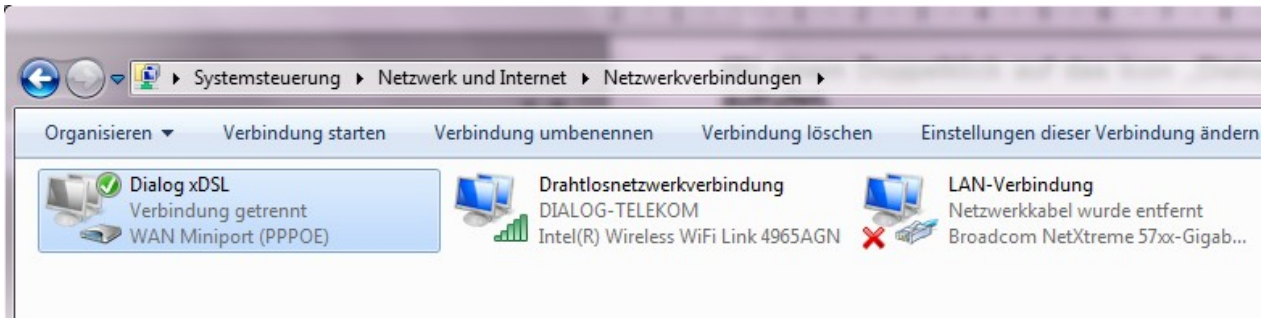 Systemsteuerung ▸ Netzwerk und Internet ▸ Netzwerkverbindungen ▸
Organisieren ▾ Verbindung starten Verbindung umbenennen Verbindung löschen Einstellungen dieser Verbindung ändern
Dialog xDSL
Verbindung getrennt
WAN Miniport (PPPOE)
Drahtlosnetzwerkverbindung
DIALOG-TELEKOM
Intel(R) Wireless WiFi Link 4965AGN
LAN-Verbindung
Netzwerkkabel wurde entfernt
Broadcom NetXtreme 57xx-Gigab...